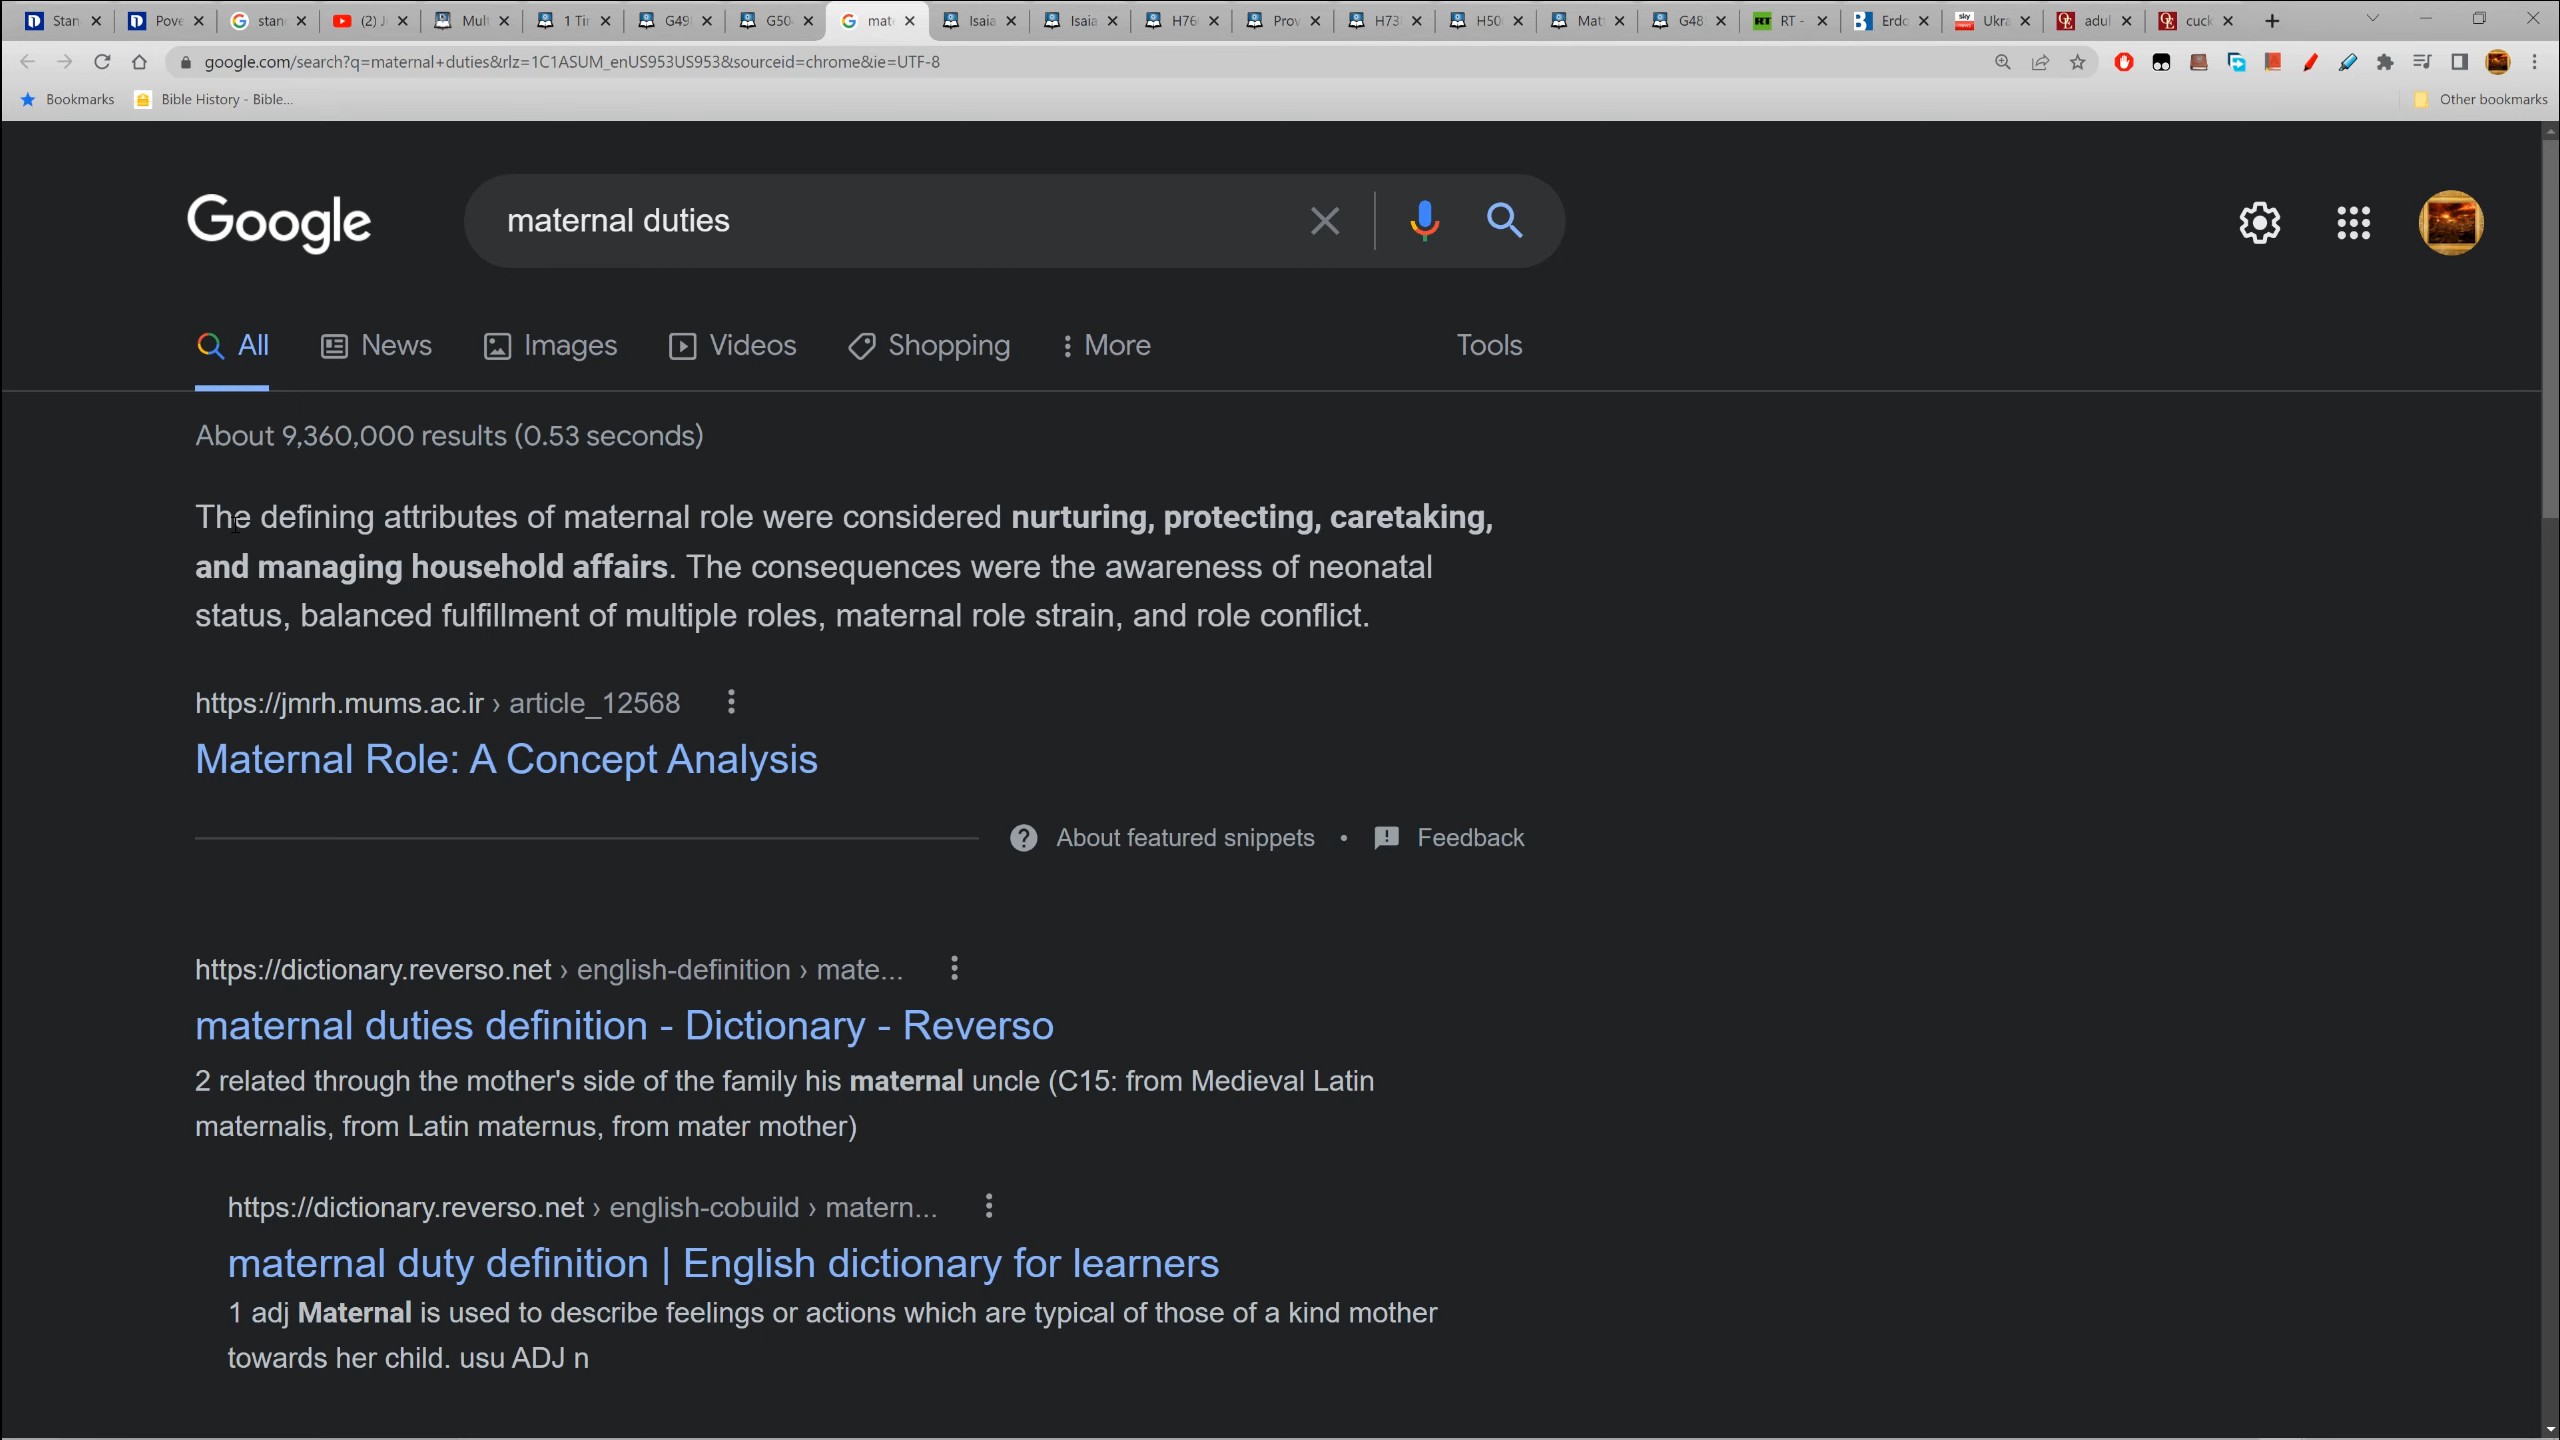 Stan Pove stan (2) J Mult 1 Tir G49 G50 mat Isaia Isaia H76 Prov H73 H50 Mat G48 RT - Erdo Ukra adul cuck
google.com/search?q=maternal+duties&rlz=1C1ASUM_enUS953US953&sourceid=chrome&ie=UTF-8
Bookmarks Bible History - Bible... Other bookmarks
Google maternal duties
All News Images Videos Shopping More Tools
About 9,360,000 results (0.53 seconds)
The defining attributes of maternal role were considered nurturing, protecting, caretaking,
and managing household affairs. The consequences were the awareness of neonatal
status, balanced fulfillment of multiple roles, maternal role strain, and role conflict.
https://jmrh.mums.ac.ir › article_12568
Maternal Role: A Concept Analysis
About featured snippets • Feedback
https://dictionary.reverso.net › english-definition › mate...
maternal duties definition - Dictionary - Reverso
2 related through the mother's side of the family his maternal uncle (C15: from Medieval Latin
maternalis, from Latin maternus, from mater mother)
https://dictionary.reverso.net › english-cobuild › matern...
maternal duty definition | English dictionary for learners
1 adj Maternal is used to describe feelings or actions which are typical of those of a kind mother
towards her child. usu ADJ n